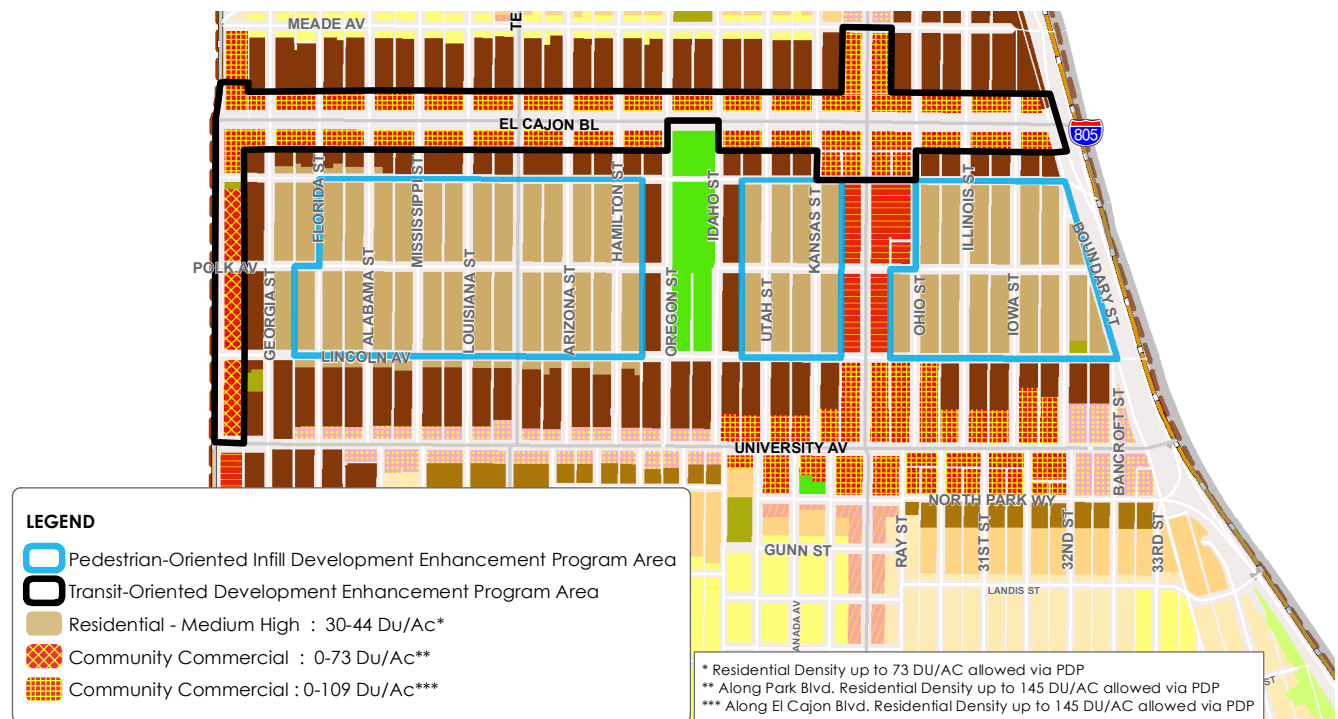 MEADE AV
TE
EL CAJON BL
805
FLORIDA ST
MISSISSIPPI ST
HAMILTON ST
IDAHO ST
KANSAS ST
ILLINOIS ST
BOUNDARY ST
POLK AV
GEORGIA ST
ALABAMA ST
LOUISIANA ST
ARIZONA ST
OREGON ST
UTAH ST
OHIO ST
IOWA ST
LINCOLN AV
BANCROFT ST
UNIVERSITY AV
NORTH PARK WY
RAY ST
31ST ST
32ND ST
33RD ST
GUNN ST
LANDIS ST
ANADA AV
ST
LEGEND
Pedestrian-Oriented Infill Development Enhancement Program Area
Transit-Oriented Development Enhancement Program Area
Residential - Medium High : 30-44 Du/Ac*
Community Commercial : 0-73 Du/Ac**
Community Commercial : 0-109 Du/Ac***
* Residential Density up to 73 DU/AC allowed via PDP
** Along Park Blvd. Residential Density up to 145 DU/AC allowed via PDP
*** Along El Cajon Blvd. Residential Density up to 145 DU/AC allowed via PDP